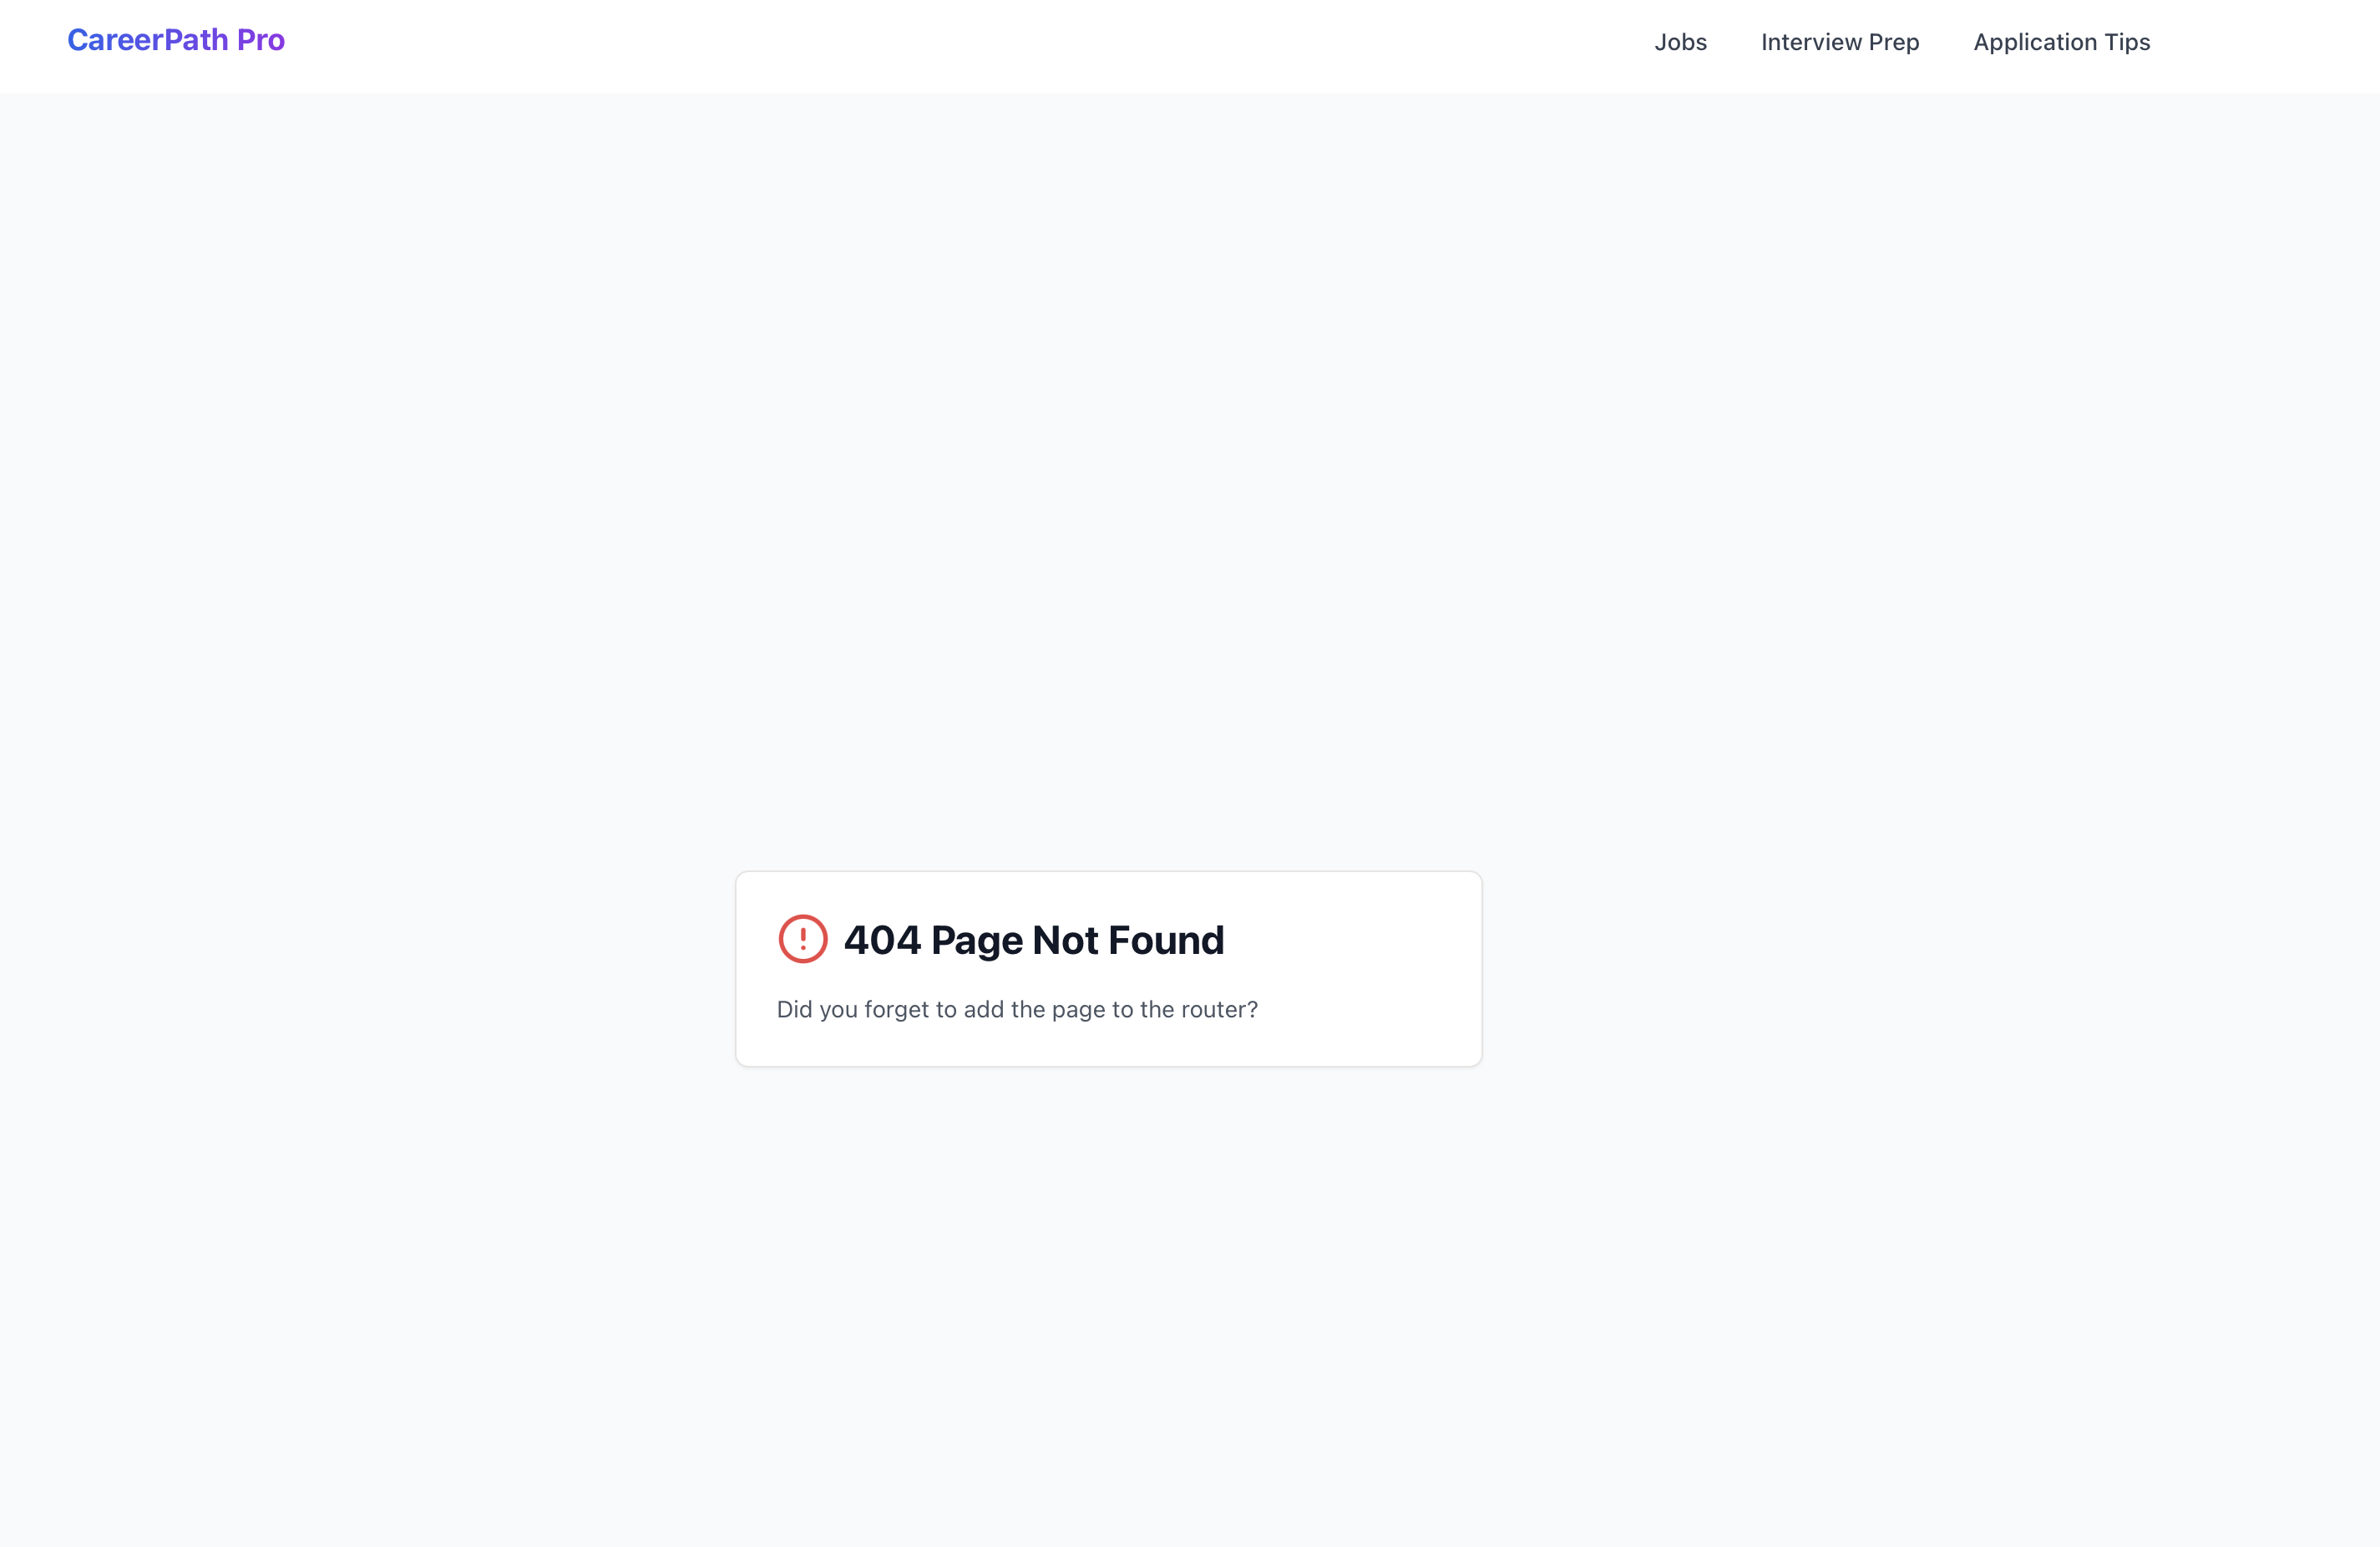 CareerPath Pro
Jobs
Interview Prep
Application Tips
404 Page Not Found
Did you forget to add the page to the router?